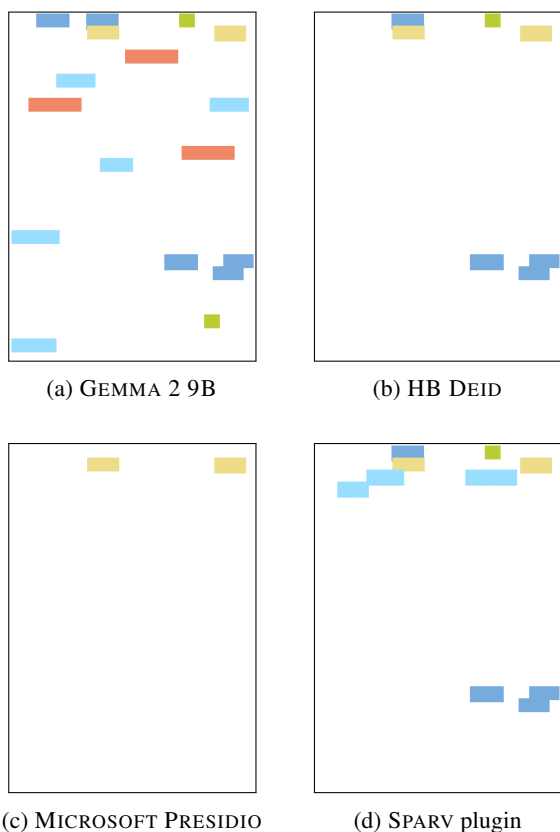 (a) GEMMA 2 9B
(b) HB DEID
(c) MICROSOFT PRESIDIO
(d) SPARV plugin